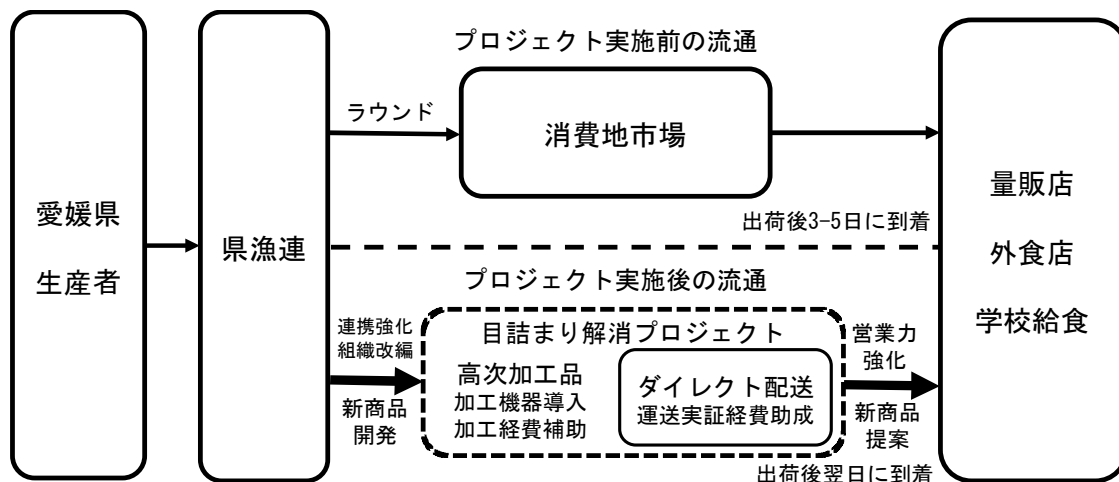 愛媛県
生産者
県漁連
プロジェクト実施前の流通
ラウンド
消費地市場
出荷後3-5日に到着
プロジェクト実施後の流通
連携強化
組織改編
新商品
開発
目詰まり解消プロジェクト
高次加工品
加工機器導入
加工経費補助
ダイレクト配送
運送実証経費助成
営業力
強化
新商品
提案
出荷後翌日に到着
量販店
外食店
学校給食